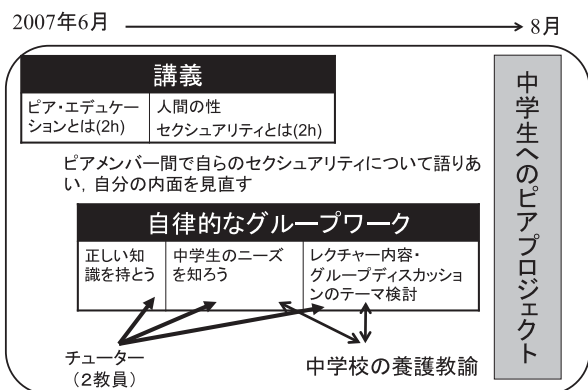 2007年6月
8月
講義
ピア・エデュケー
ションとは(2h)
人間の性
セクシュアリティとは(2h)
ピアメンバー間で自らのセクシュアリティについて語りあ
い，自分の内面を見直す
自律的なグループワーク
正しい知
識を持とう
中学生のニーズ
を知ろう
レクチャー内容・
グループディスカッショ
ンのテーマ検討
チューター
（2教員）
中学校の養護教諭
中学生へのピアプロジェクト